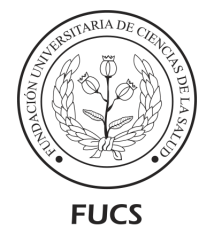 FUNDACIÓN UNIVERSITARIA DE CIENCIAS DE LA SALUD
FUCS